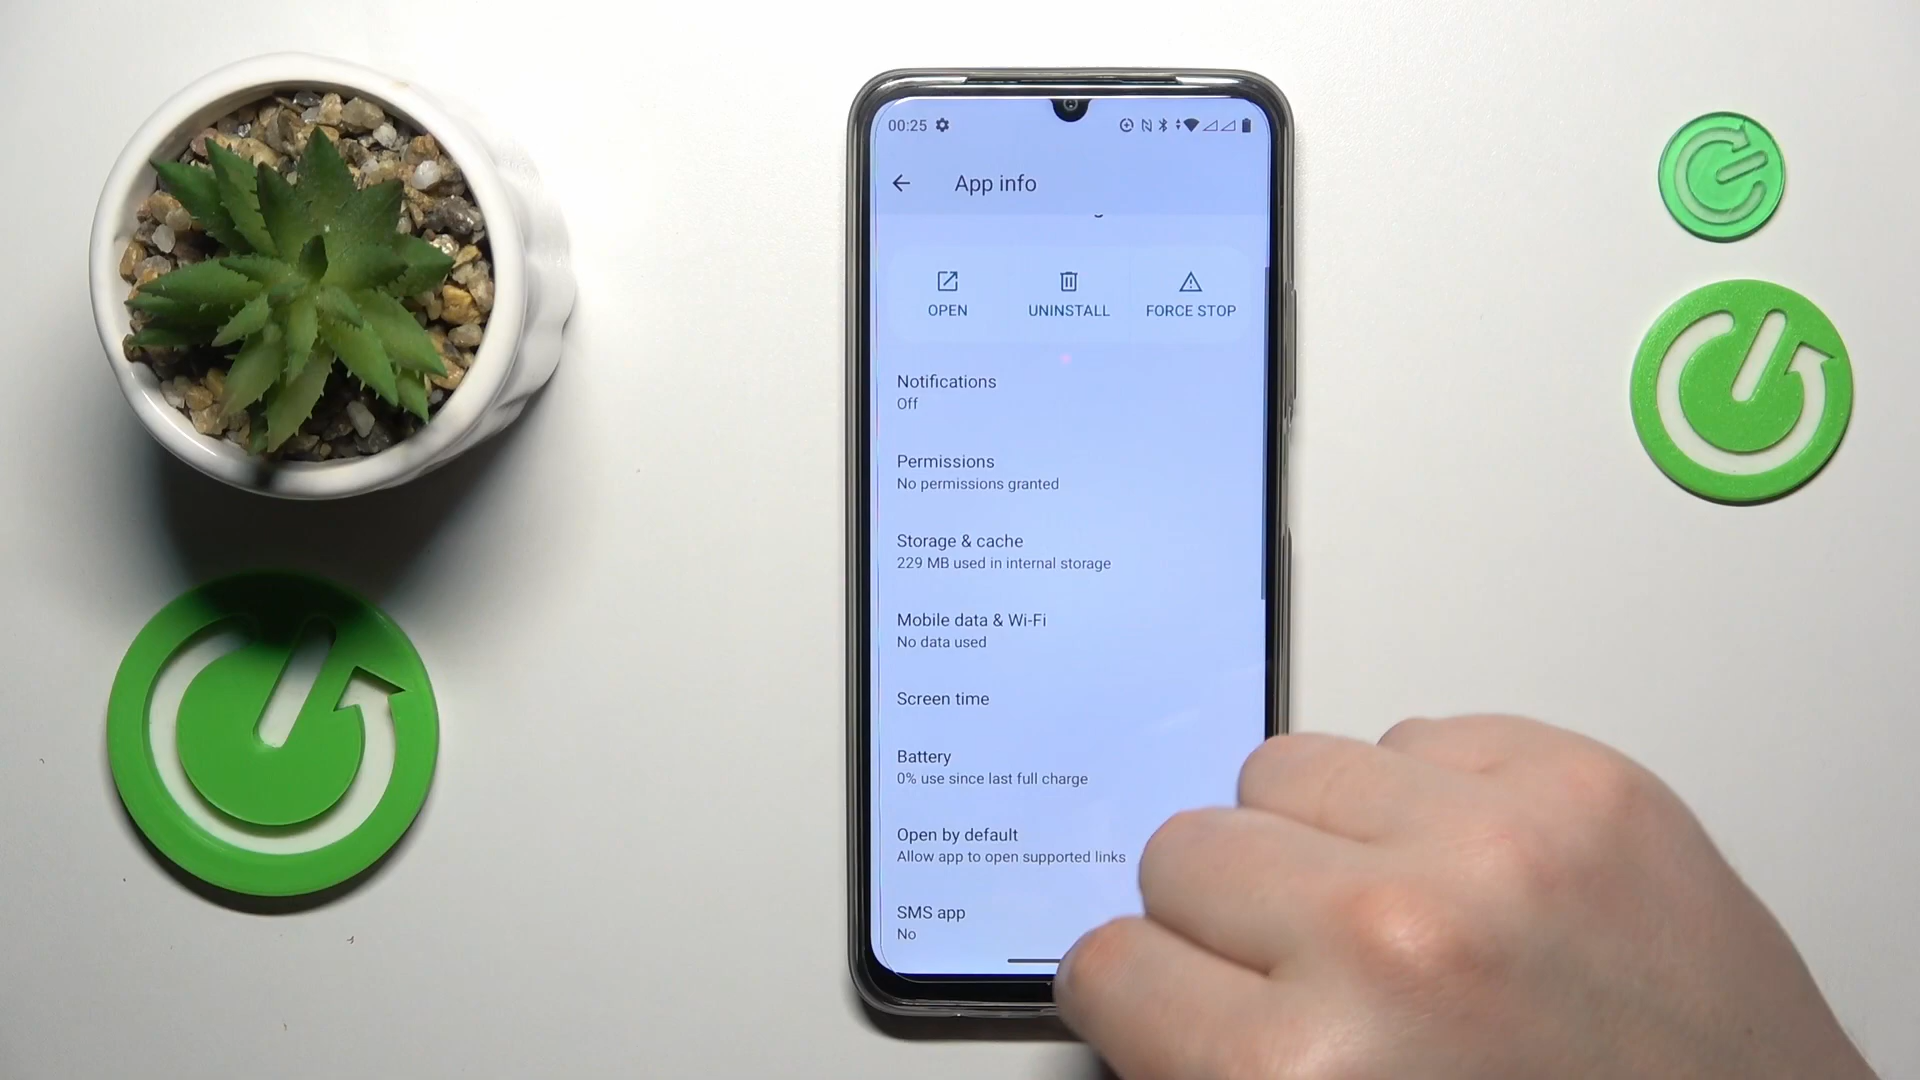 00:25
App info
OPEN
UNINSTALL
FORCE STOP
Notifications
Off
Permissions
No permissions granted
Storage & cache
229 MB used in internal storage
Mobile data & Wi-Fi
No data used
Screen time
Battery
0% use since last full charge
Open by default
Allow app to open supported links
SMS app
No